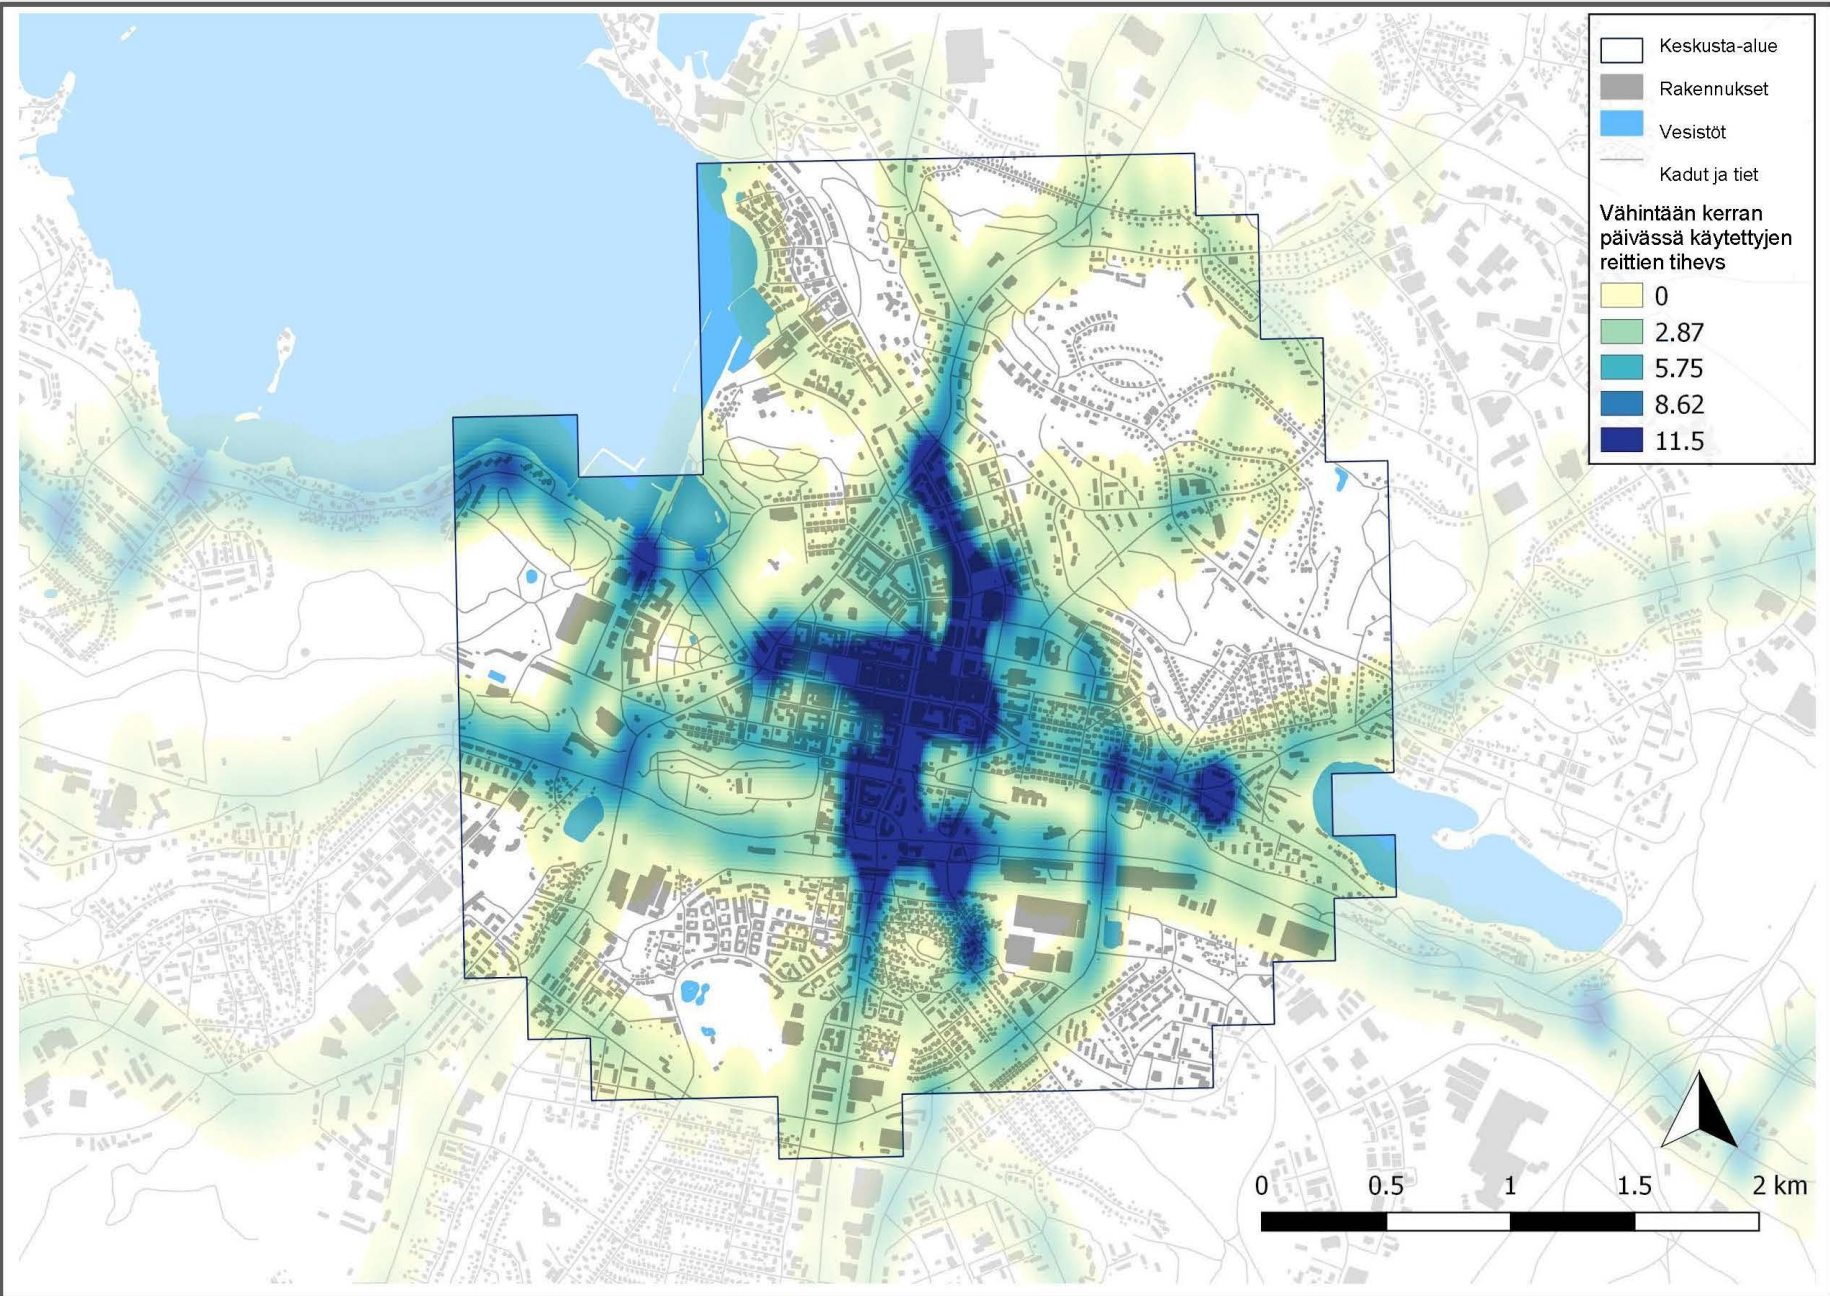 Keskusta-alue
Rakennukset
Vesistöt
Kadut ja tiet
Vähintään kerran
päivässä käytettyjen
reittien tiheys
0
2.87
5.75
8.62
11.5
0 0.5 1 1.5 2 km